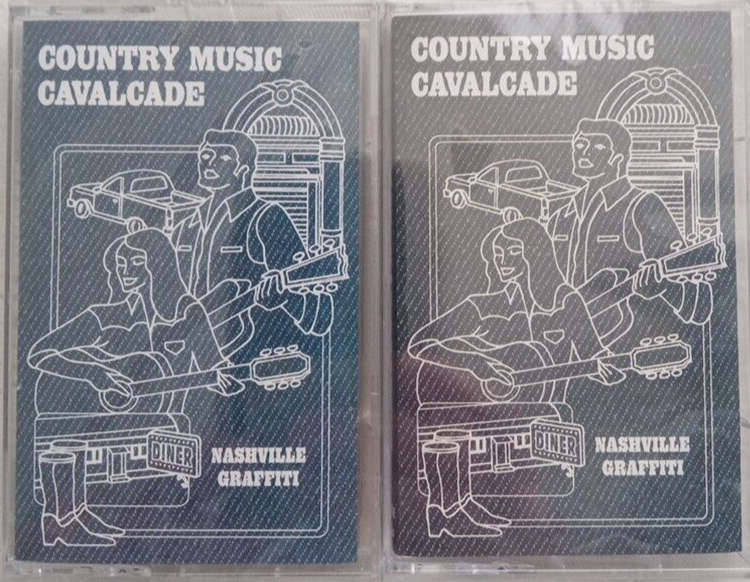 COUNTRY MUSIC
CAVALCADE
DINER
NASHVILLE
GRAFFITI
COUNTRY MUSIC
CAVALCADE
DINER
NASHVILLE
GRAFFITI